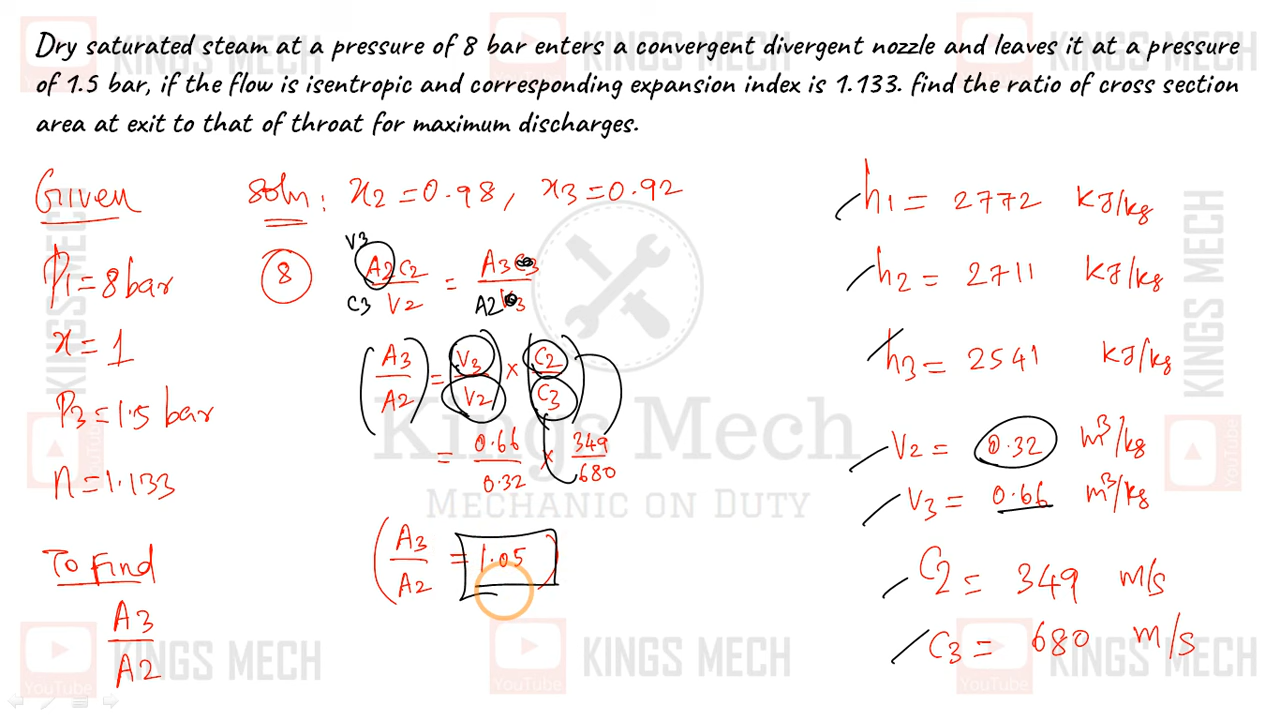 Dry saturated steam at a pressure of 8 bar enters a convergent divergent nozzle and leaves it at a pressure
of 1.5 bar, if the flow is isentropic and corresponding expansion index is 1.133. find the ratio of cross section
area at exit to that of throat for maximum discharges.
Given
P1 = 8 bar
x = 1
P3 = 1.5 bar
n = 1.133
To Find
A3
A2
Soln: x2 = 0.98, x3 = 0.92
8
V3
A2 C2 = A3 C3
C3 V2 A2 3
(A3/A2) = (V3/V2) × (C2/C3)
= 0.66/0.32 × 349/680
(A3/A2 = 1.05)
h1 = 2772 KJ/kg
h2 = 2711 KJ/kg
h3 = 2541 KJ/kg
V2 = 0.32 m³/kg
V3 = 0.66 m³/kg
C2 = 349 m/s
C3 = 680 m/s
Kings Mech
MECHANIC ON DUTY
KINGS MECH
YouTube
KINGS MECH
YouTube
KINGS MECH
YouTube
KINGS MECH
KINGS MECH